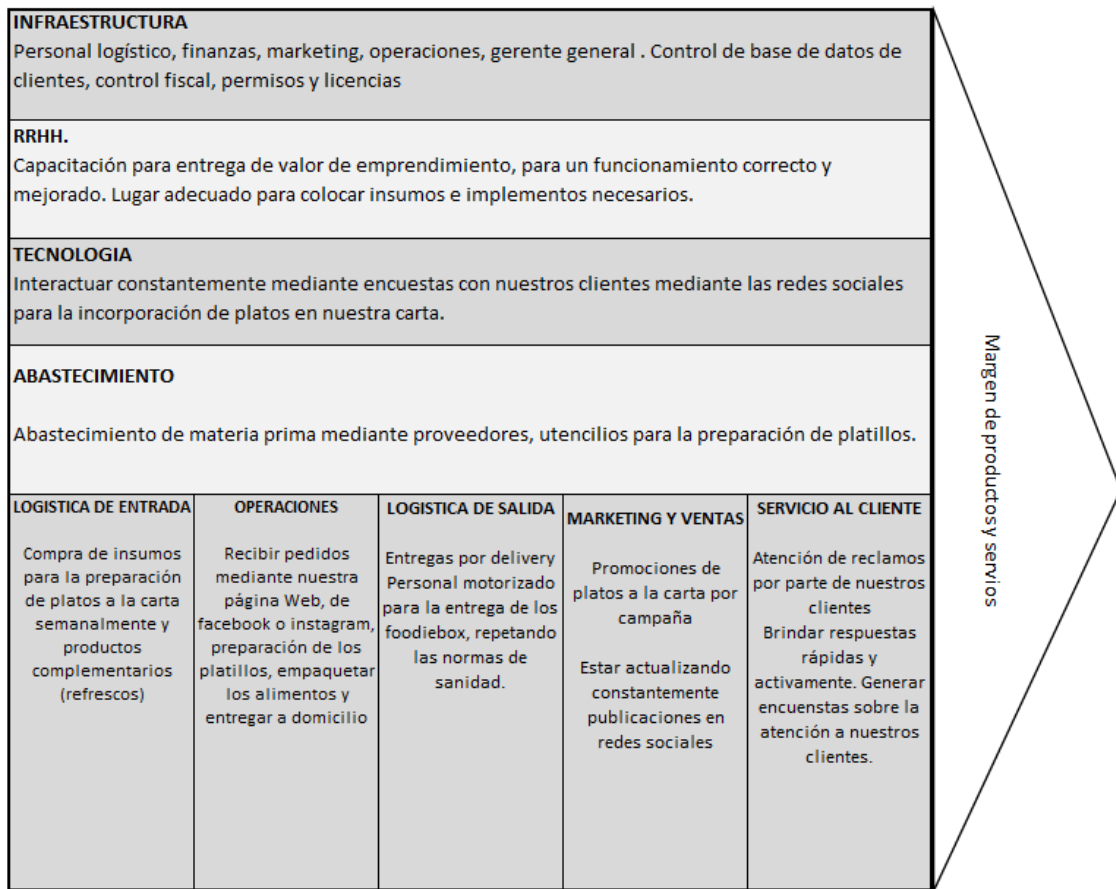 INFRAESTRUCTURA
Personal logístico, finanzas, marketing, operaciones, gerente general . Control de base de datos de
clientes, control fiscal, permisos y licencias
RRHH.
Capacitación para entrega de valor de emprendimiento, para un funcionamiento correcto y
mejorado. Lugar adecuado para colocar insumos e implementos necesarios.
TECNOLOGIA
Interactuar constantemente mediante encuestas con nuestros clientes mediante las redes sociales
para la incorporación de platos en nuestra carta.
ABASTECIMIENTO
Abastecimiento de materia prima mediante proveedores, utencilios para la preparación de platillos.
LOGISTICA DE ENTRADA
Compra de insumos
para la preparación
de platos a la carta
semanalmente y
productos
complementarios
(refrescos)
OPERACIONES
Recibir pedidos
mediante nuestra
página Web, de
facebook o instagram,
preparación de los
platillos, empaquetar
los alimentos y
entregar a domicilio
LOGISTICA DE SALIDA
Entregas por delivery
Personal motorizado
para la entrega de los
foodiebox, repetando
las normas de
sanidad.
MARKETING Y VENTAS
Promociones de
platos a la carta por
campaña
Estar actualizando
constantemente
publicaciones en
redes sociales
SERVICIO AL CLIENTE
Atención de reclamos
por parte de nuestros
clientes
Brindar respuestas
rápidas y
activamente. Generar
encuenstas sobre la
atención a nuestros
clientes.
Margen de productos y servios